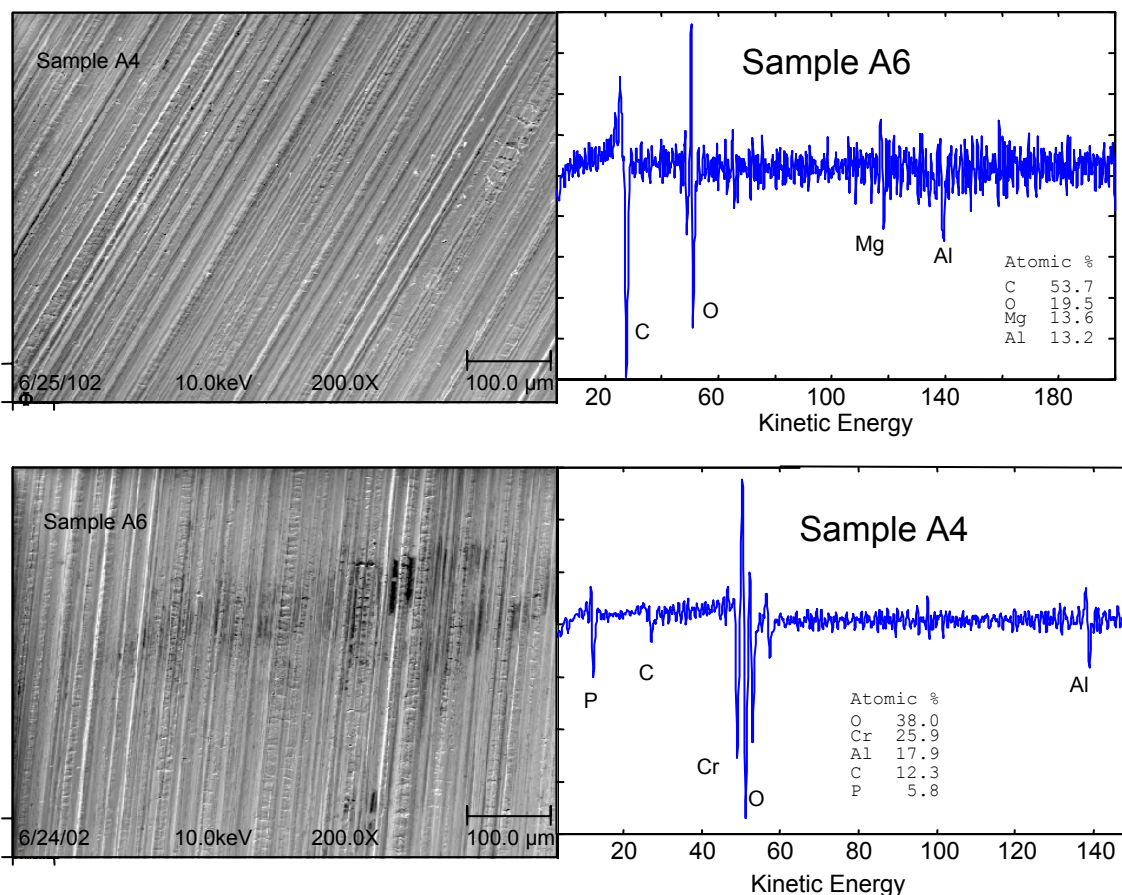 Sample A4
6/25/102 10.0keV 200.0X 100.0 µm
Sample A6
C
O
Mg
Al
Atomic %
C 53.7
O 19.5
Mg 13.6
Al 13.2
20 60 100 140 180
Kinetic Energy
Sample A6
6/24/02 10.0keV 200.0X 100.0 µm
Sample A4
P
C
Cr
O
Al
Atomic %
O 38.0
Cr 25.9
Al 17.9
C 12.3
P 5.8
20 40 60 80 100 120 140
Kinetic Energy